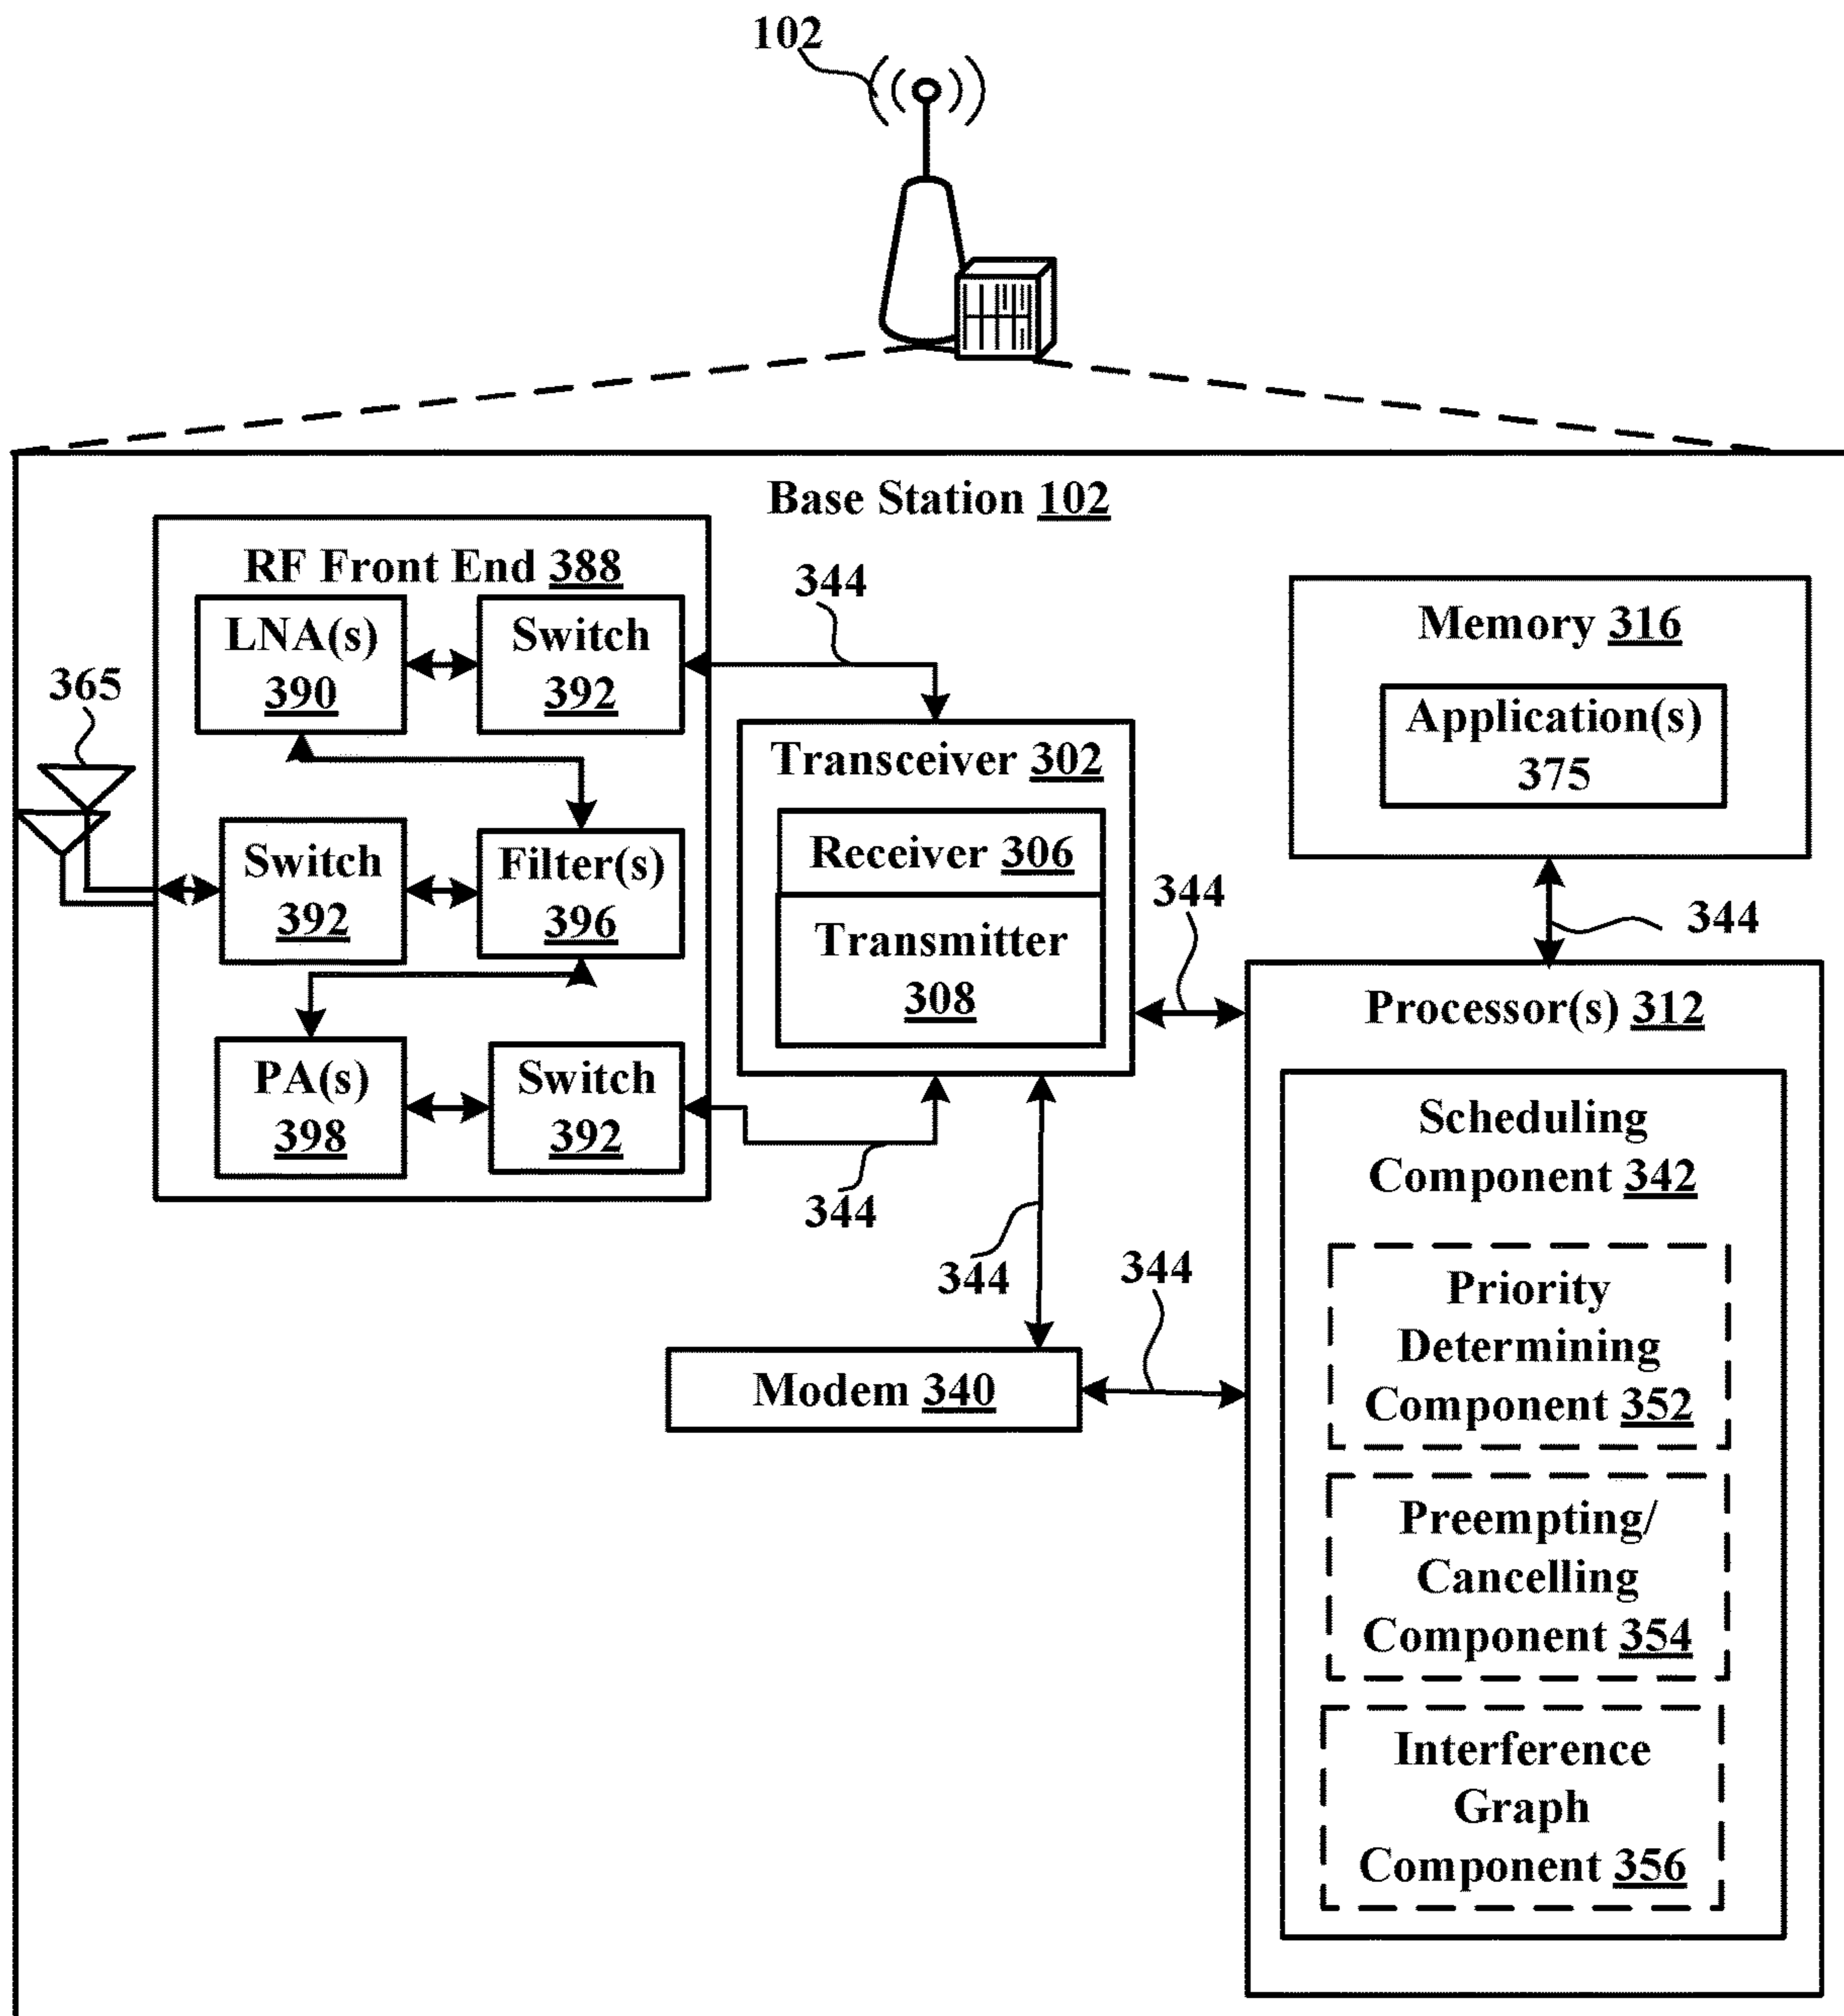 102
Base Station 102
RF Front End 388
LNA(s)
390
Switch
392
344
365
Switch
392
Filter(s)
396
PA(s)
398
Switch
392
344
Transceiver 302
Receiver 306
Transmitter
308
344
344
Modem 340
344
Memory 316
Application(s)
375
344
Processor(s) 312
Scheduling
Component 342
Priority
Determining
Component 352
Preempting/
Cancelling
Component 354
Interference
Graph
Component 356